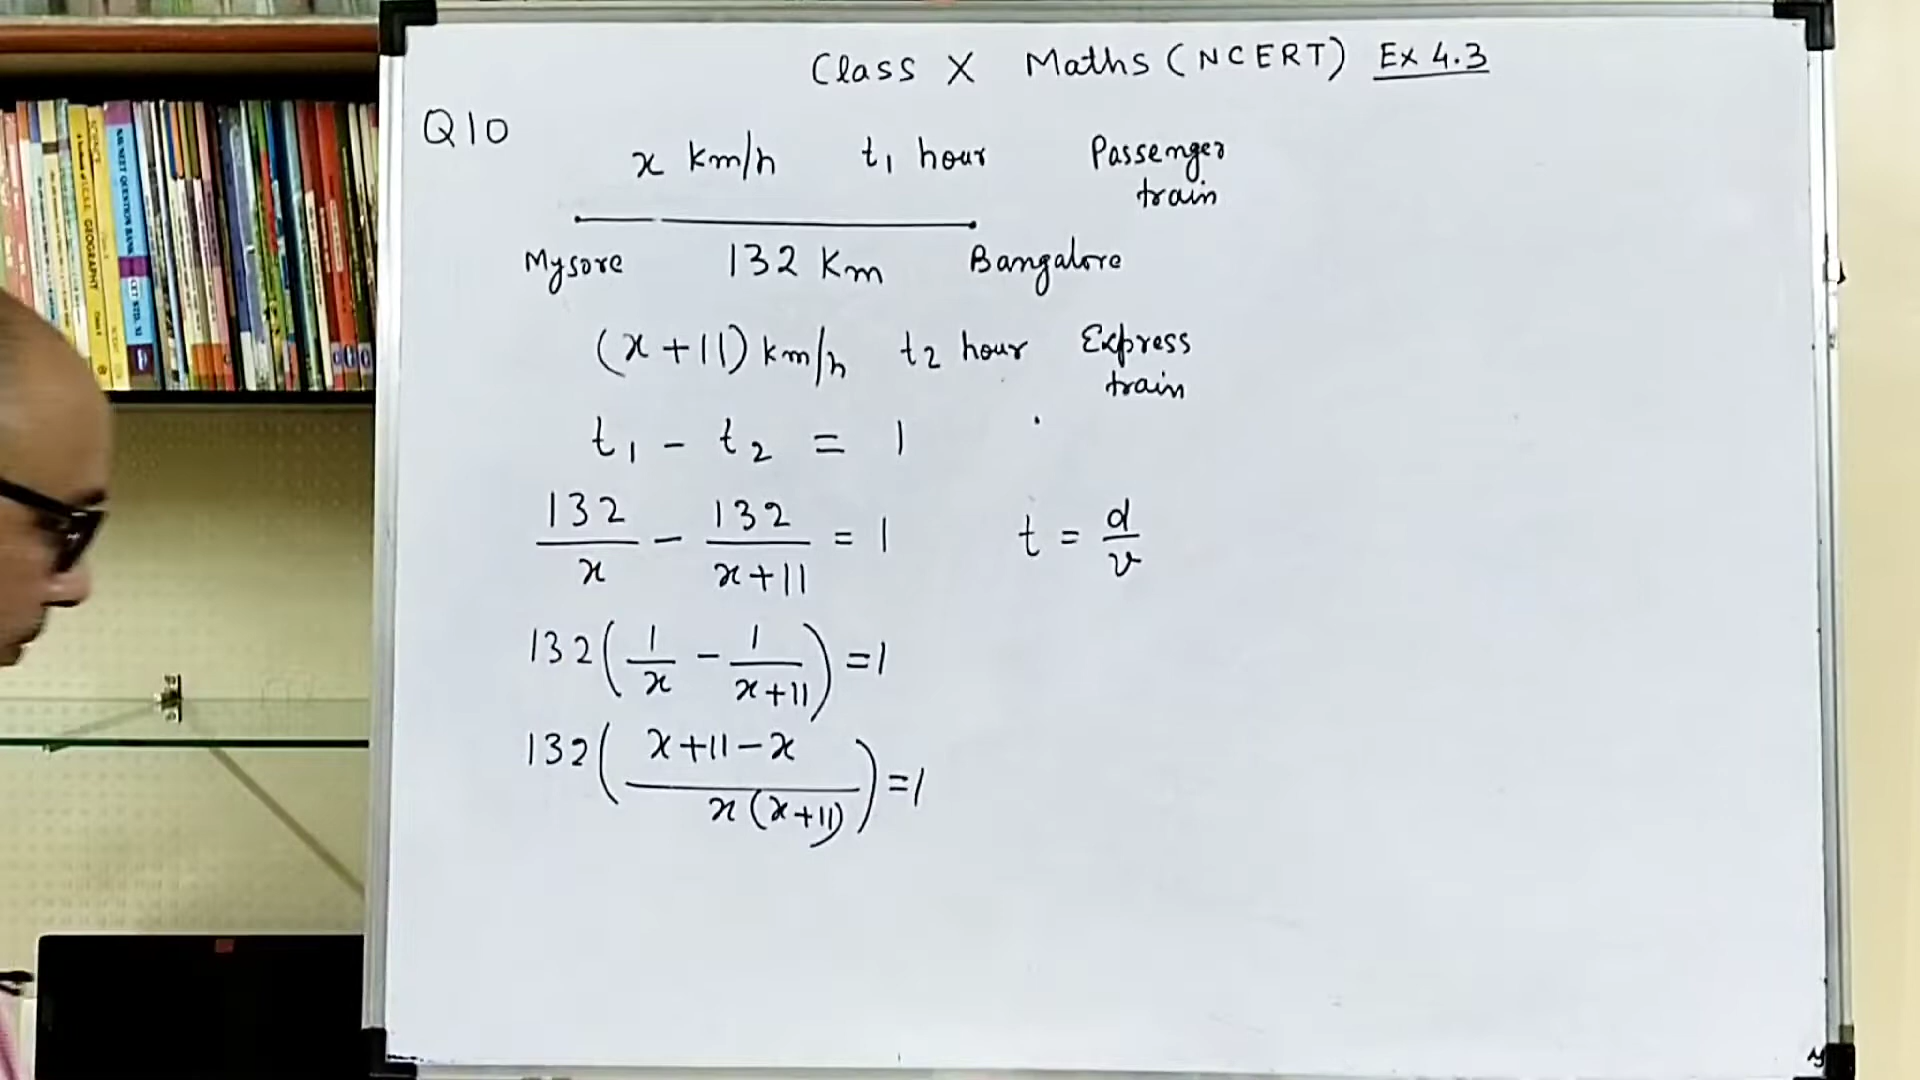 Class X Maths (NCERT) Ex 4.3
Q10
x km/h t₁ hour Passenger train
Mysore 132 Km Bangalore
(x+11) km/h t₂ hour Express train
t₁ - t₂ = 1
132/x - 132/(x+11) = 1 t = d/v
132(1/x - 1/(x+11)) = 1
132((x+11-x)/(x(x+11))) = 1
GEOGRAPHY